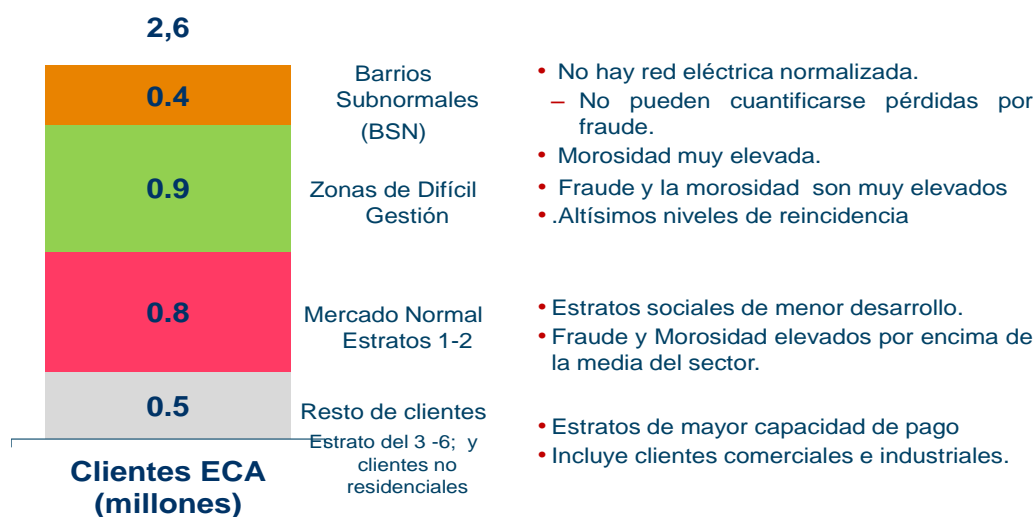 2,6
0.4
Barrios
Subnormales
(BSN)
• No hay red eléctrica normalizada.
– No pueden cuantificarse pérdidas por
fraude.
• Morosidad muy elevada.
0.9
Zonas de Difícil
Gestión
• Fraude y la morosidad son muy elevados
• .Altísimos niveles de reincidencia
0.8
Mercado Normal
Estratos 1-2
• Estratos sociales de menor desarrollo.
• Fraude y Morosidad elevados por encima de
la media del sector.
0.5
Resto de clientes
Estrato del 3 -6; y
clientes no
residenciales
• Estratos de mayor capacidad de pago
• Incluye clientes comerciales e industriales.
Clientes ECA
(millones)